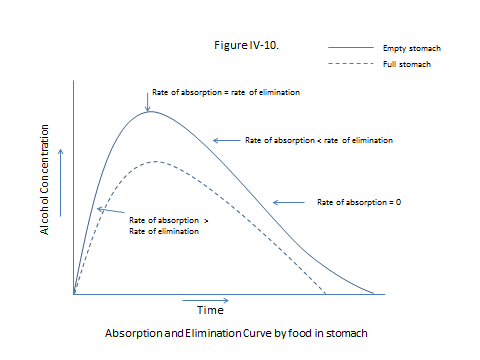 Figure IV-10.
Empty stomach
Full stomach
Rate of absorption = rate of elimination
Rate of absorption < rate of elimination
Rate of absorption = 0
Rate of absorption >
Rate of elimination
Alcohol Concentration
Time
Absorption and Elimination Curve by food in stomach